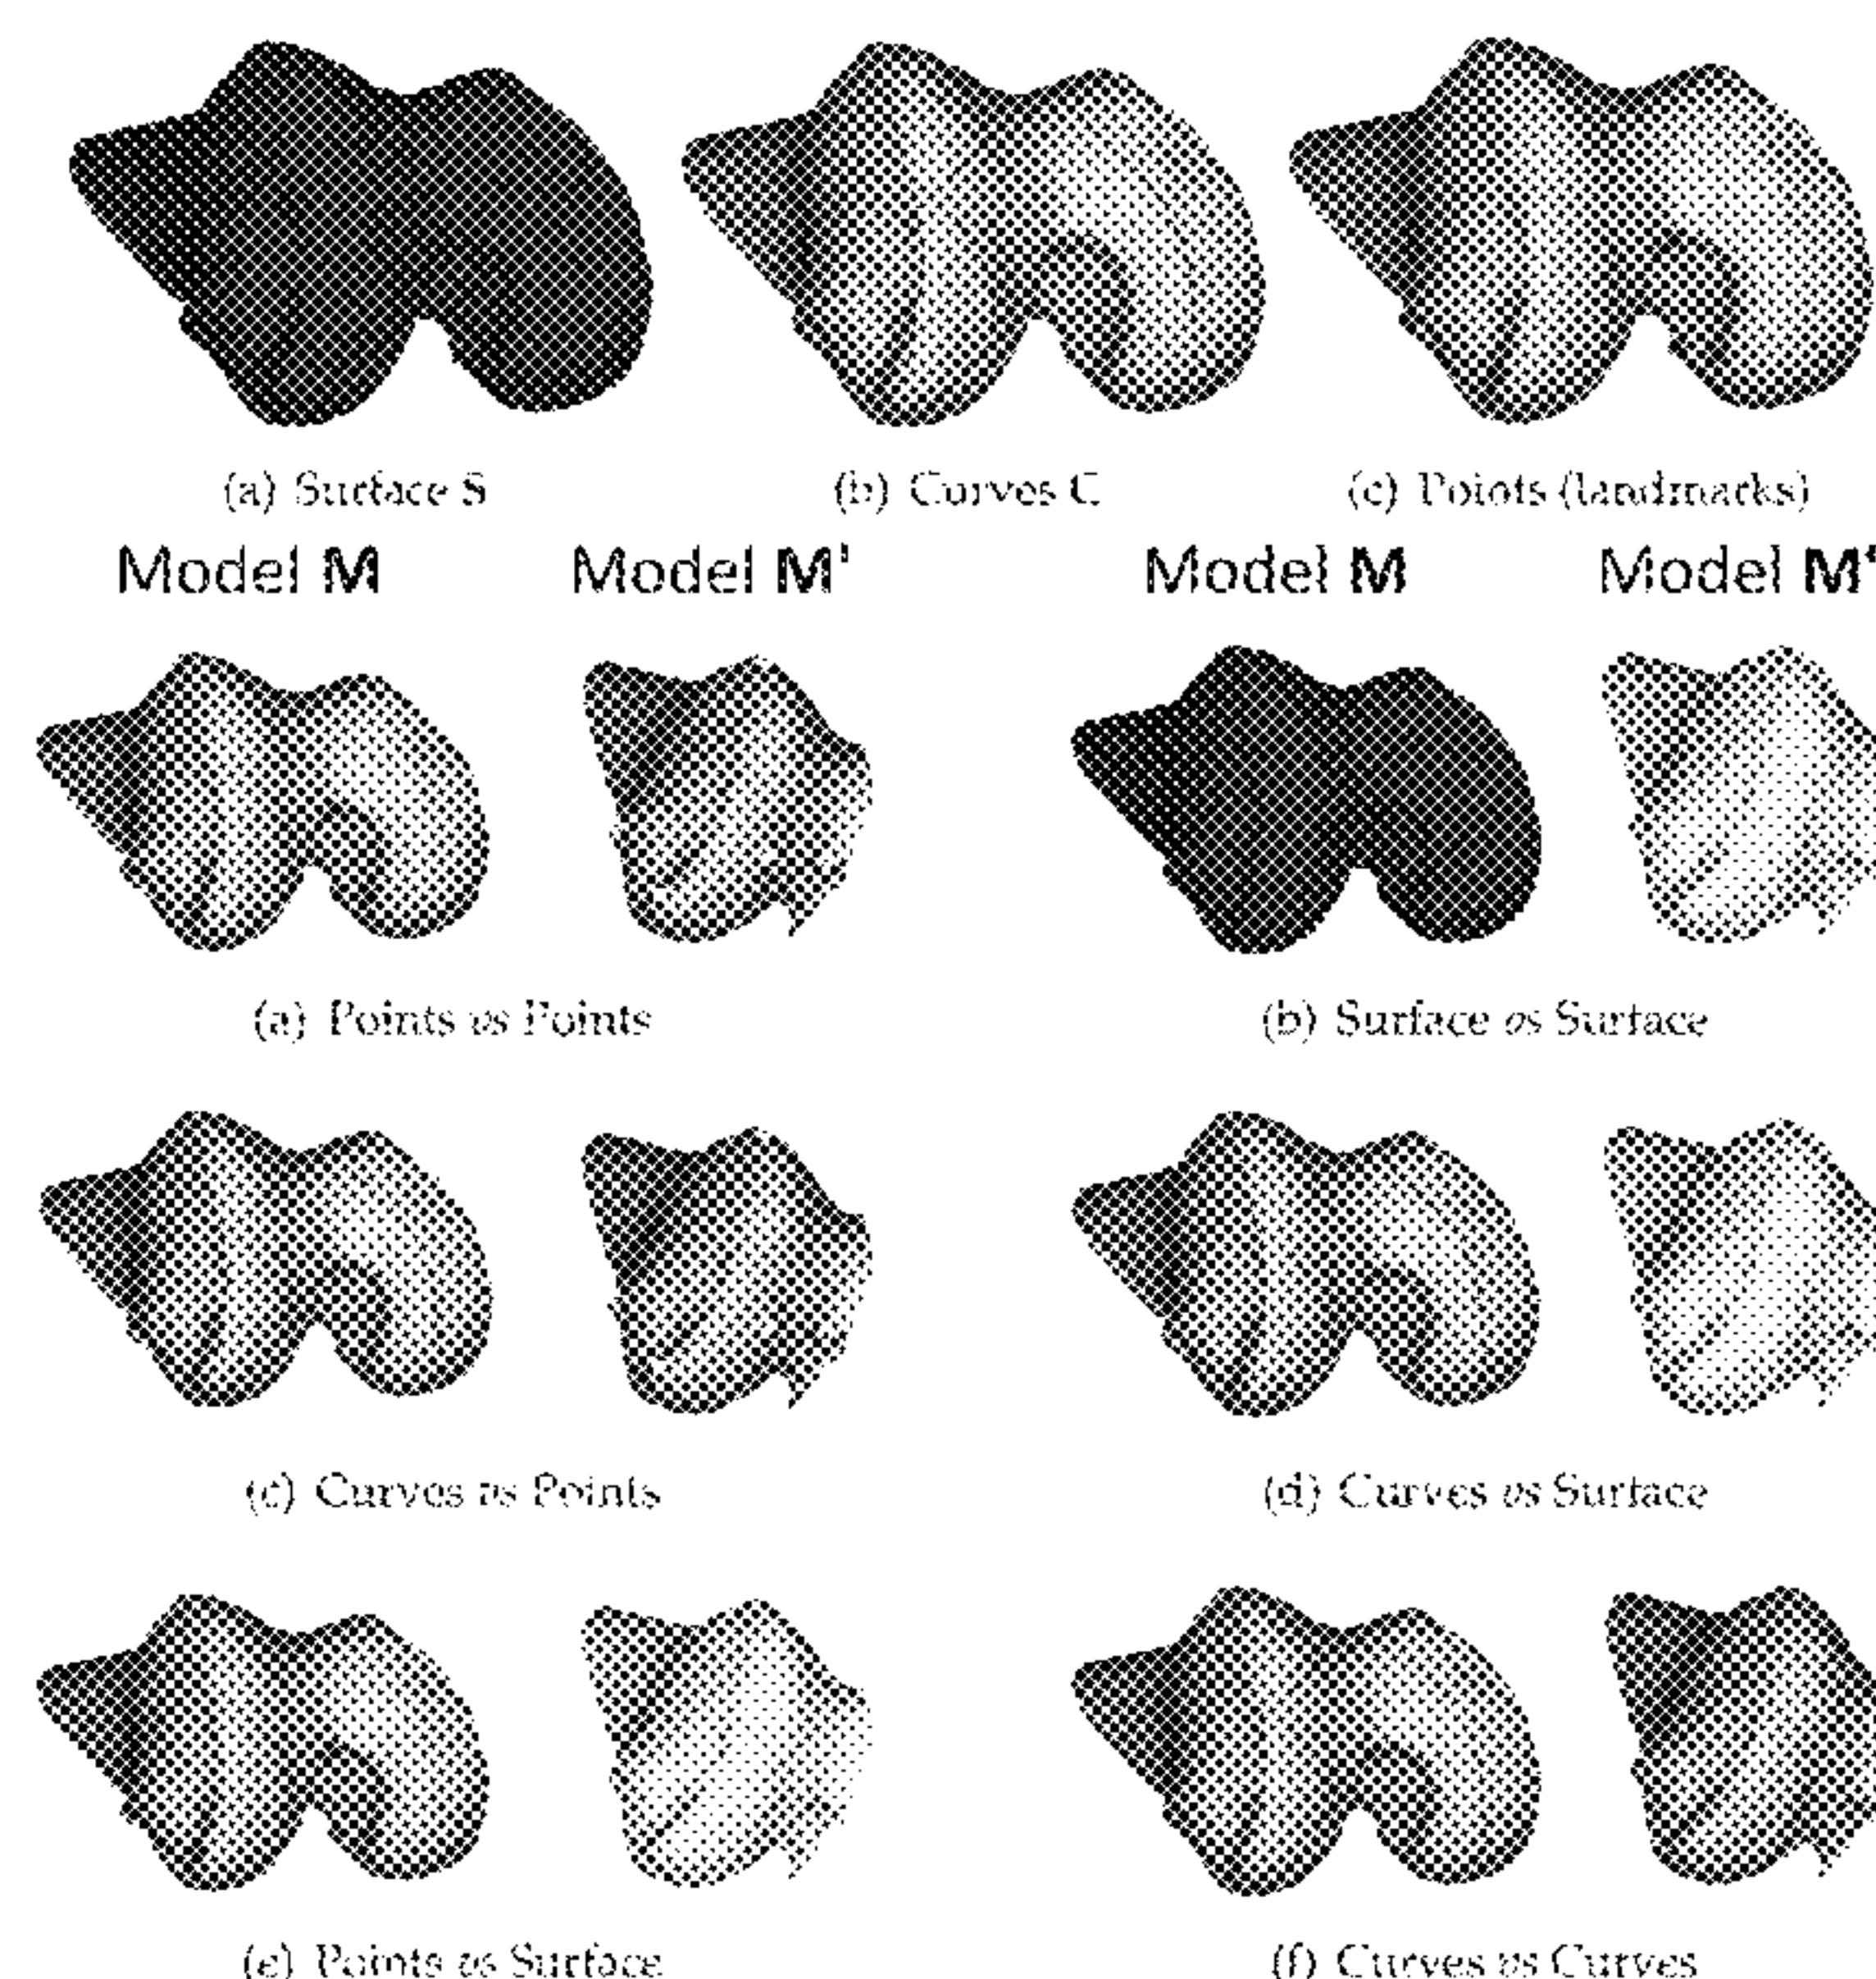 (a) Surface S
(b) Curves C
(c) Points (landmarks)
Model M
Model M'
Model M
Model M'
(a) Points vs Points
(b) Surface vs Surface
(c) Curves vs Points
(d) Curves vs Surface
(e) Points vs Surface
(f) Curves vs Curves